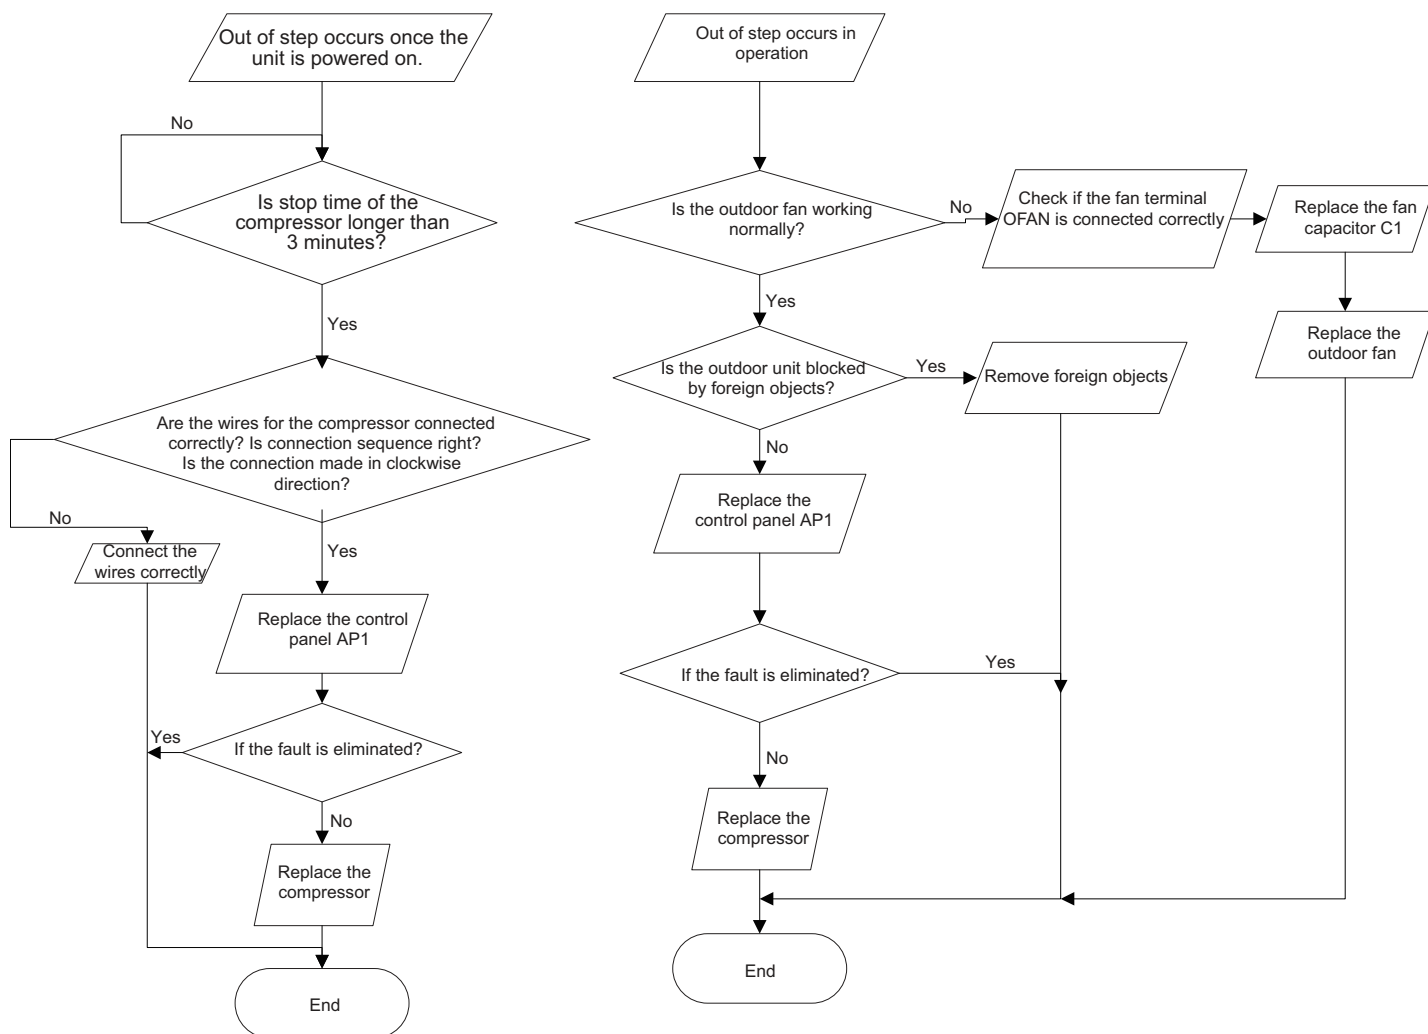 Out of step occurs once the
unit is powered on.
No
Is stop time of the
compressor longer than
3 minutes?
Yes
Are the wires for the compressor connected
correctly? Is connection sequence right?
Is the connection made in clockwise
direction?
No
Connect the
wires correctly
Yes
Replace the control
panel AP1
Yes
If the fault is eliminated?
No
Replace the
compressor
End
Out of step occurs in
operation
Is the outdoor fan working
normally?
No
Check if the fan terminal
OFAN is connected correctly
Replace the fan
capacitor C1
Replace the
outdoor fan
Yes
Is the outdoor unit blocked
by foreign objects?
Yes
Remove foreign objects
No
Replace the
control panel AP1
If the fault is eliminated?
Yes
No
Replace the
compressor
End